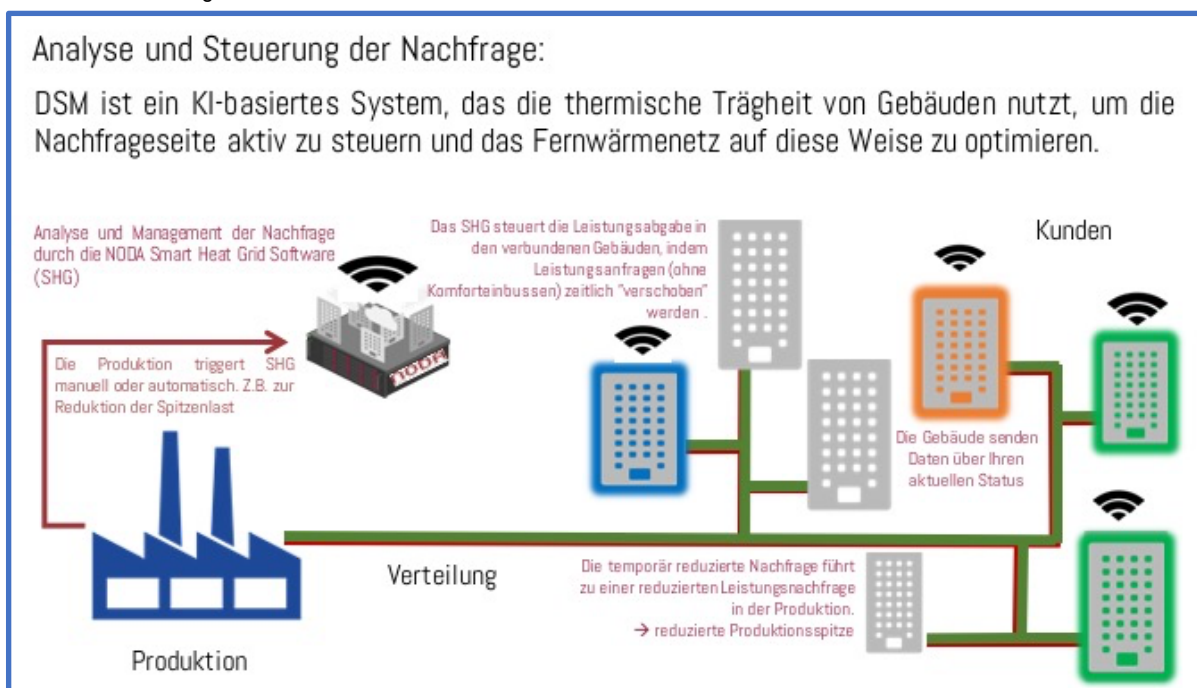 Analyse und Steuerung der Nachfrage:
DSM ist ein KI-basiertes System, das die thermische Trägheit von Gebäuden nutzt, um die
Nachfrageseite aktiv zu steuern und das Fernwärmenetz auf diese Weise zu optimieren.
Analyse und Management der Nachfrage
durch die NODA Smart Heat Grid Software
(SHG)
Das SHG steuert die Leistungsabgabe in
den verbundenen Gebäuden, indem
Leistungsanfragen (ohne
Komforteinbussen) zeitlich "verschoben"
werden .
Kunden
Die Produktion triggert SHG
manuell oder automatisch. Z.B. zur
Reduktion der Spitzenlast
NODA
Die Gebäude senden
Daten über Ihren
aktuellen Status
Verteilung
Die temporär reduzierte Nachfrage führt
zu einer reduzierten Leistungsnachfrage
in der Produktion.
→ reduzierte Produktionsspitze
Produktion